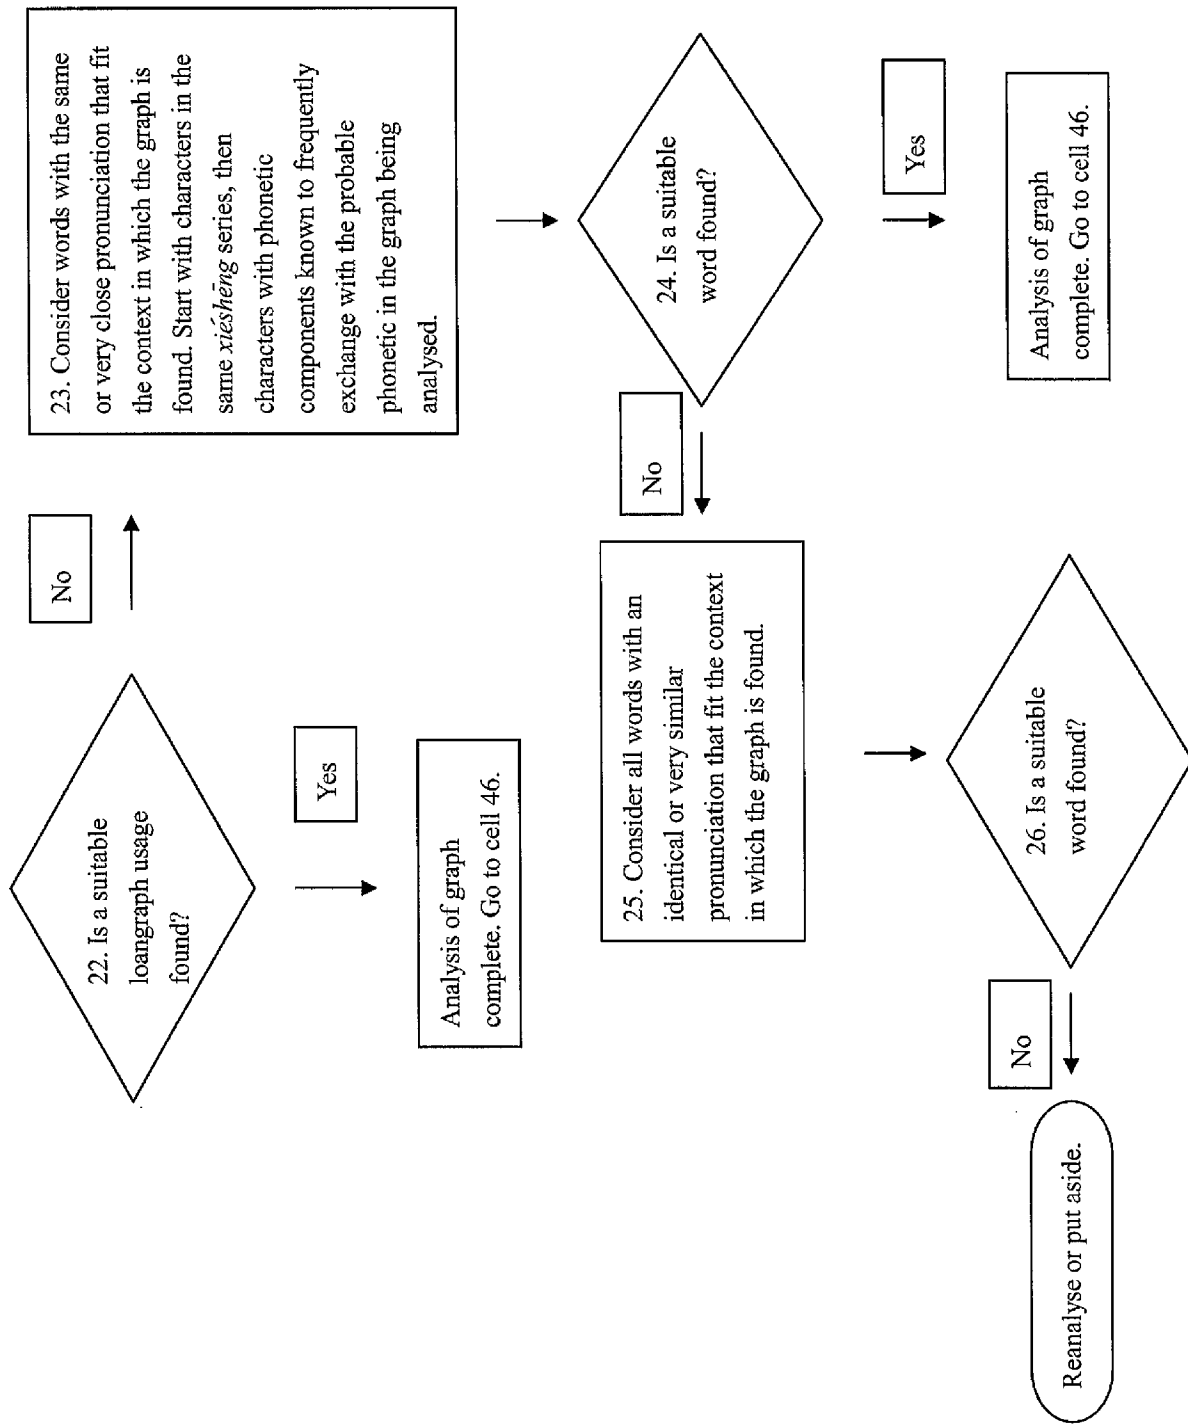 22. Is a suitable
loangraph usage
found?
No
Yes
Analysis of graph
complete. Go to cell 46.
23. Consider words with the same
or very close pronunciation that fit
the context in which the graph is
found. Start with characters in the
same xiéshēng series, then
characters with phonetic
components known to frequently
exchange with the probable
phonetic in the graph being
analysed.
24. Is a suitable
word found?
No
Yes
Analysis of graph
complete. Go to cell 46.
25. Consider all words with an
identical or very similar
pronunciation that fit the context
in which the graph is found.
26. Is a suitable
word found?
No
Reanalyse or put aside.